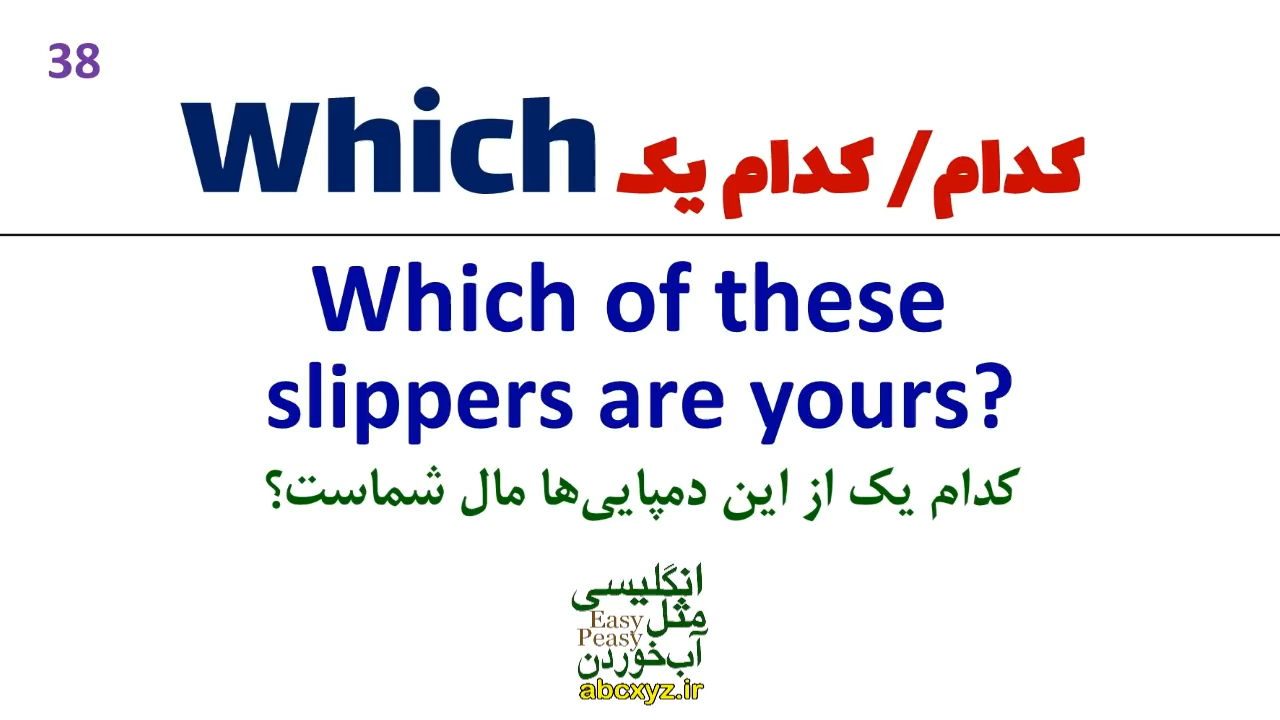 38
Which کدام / کدام یک
Which of these
slippers are yours?
کدام یک از این دمپایی‌ها مال شماست؟
انگلیسی
مثل Easy
Peasy
آب‌خوردن
abcxyz.ir